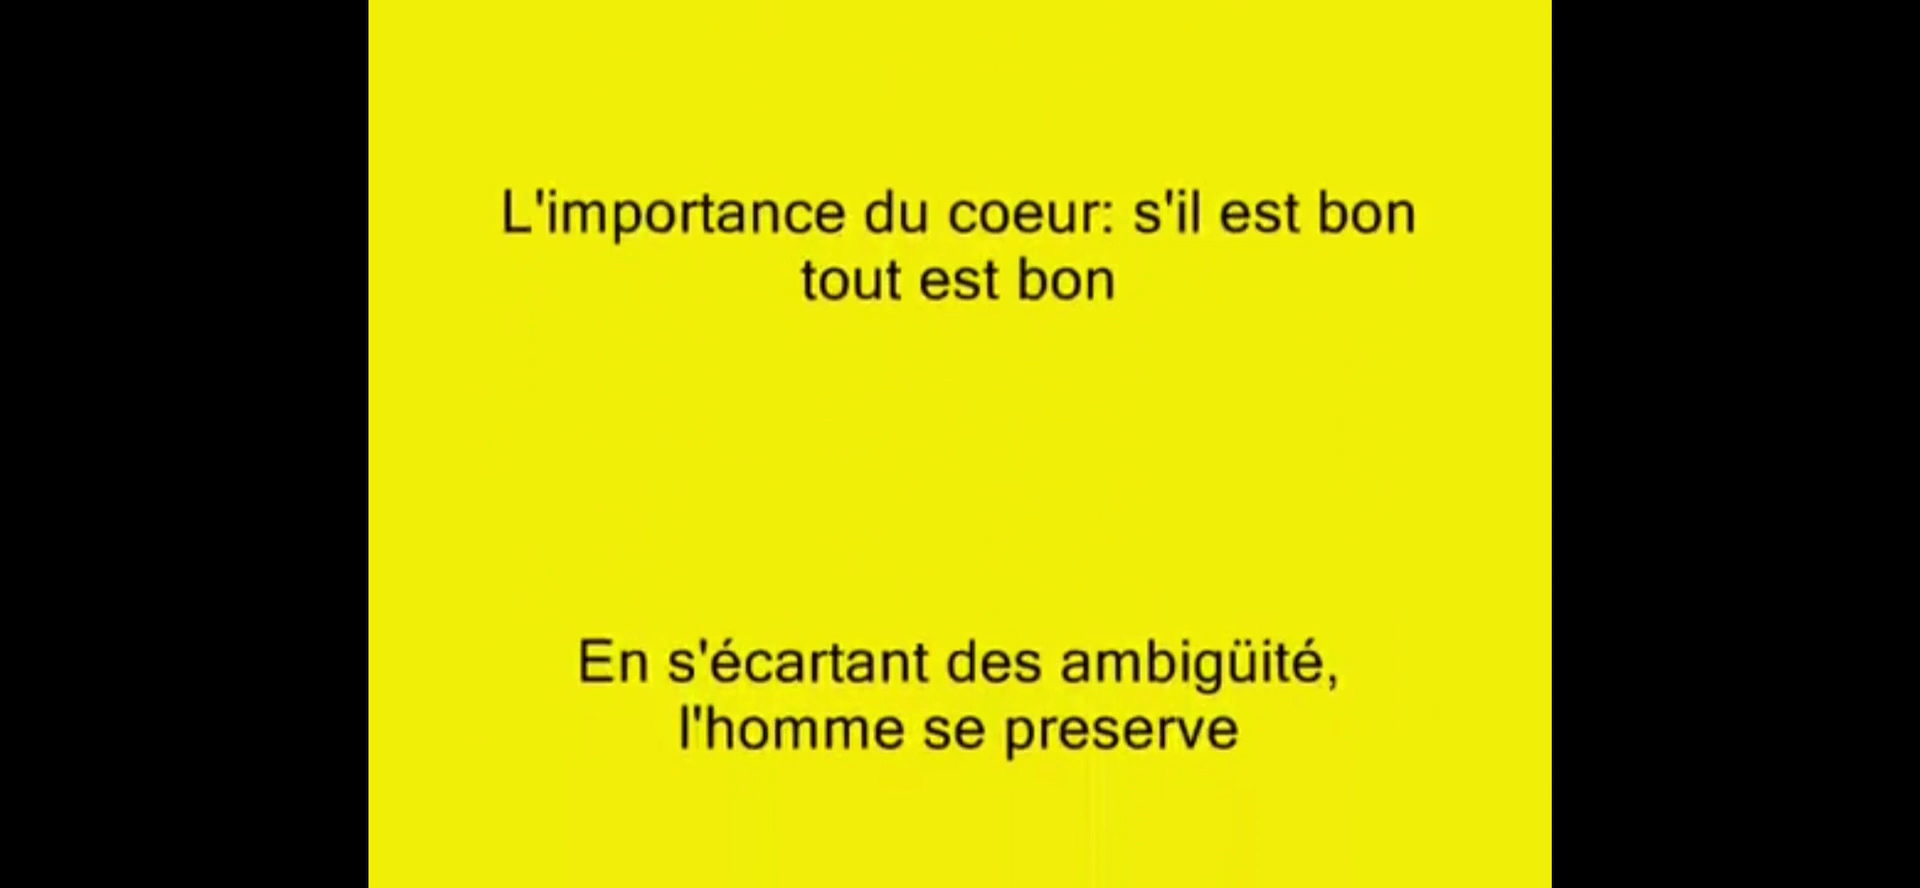 L'importance du coeur: s'il est bon
tout est bon
En s'écartant des ambigüité,
l'homme se preserve